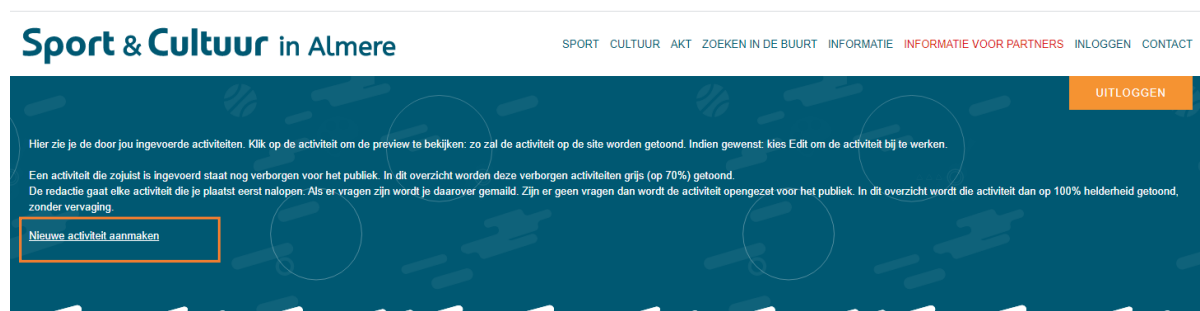 Sport & Cultuur in Almere
SPORT CULTUUR AKT ZOEKEN IN DE BUURT INFORMATIE INFORMATIE VOOR PARTNERS INLOGGEN CONTACT
UITLOGGEN
Hier zie je de door jou ingevoerde activiteiten. Klik op de activiteit om de preview te bekijken: zo zal de activiteit op de site worden getoond. Indien gewenst: kies Edit om de activiteit bij te werken.
Een activiteit die zojuist is ingevoerd staat nog verborgen voor het publiek. In dit overzicht worden deze verborgen activiteiten grijs (op 70%) getoond.
De redactie gaat elke activiteit die je plaatst eerst nalopen. Als er vragen zijn wordt je daarover gemaild. Zijn er geen vragen dan wordt de activiteit opengezet voor het publiek. In dit overzicht wordt die activiteit dan op 100% helderheid getoond,
zonder vervaging.
Nieuwe activiteit aanmaken